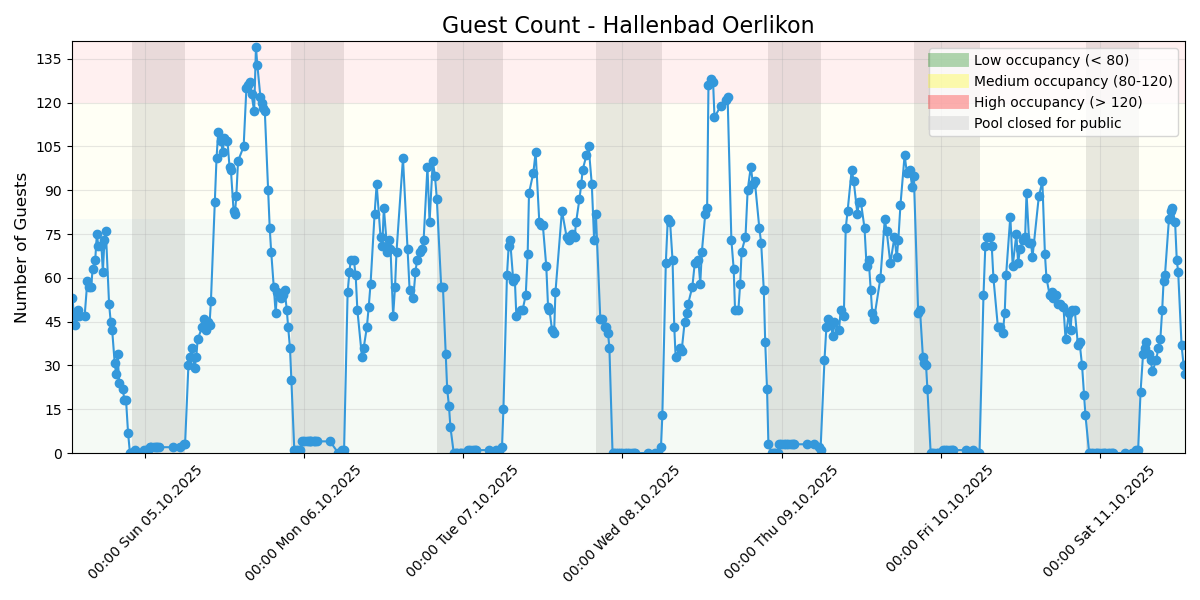 Guest Count - Hallenbad Oerlikon
Number of Guests
135
120
105
90
75
60
45
30
15
0
Low occupancy (< 80)
Medium occupancy (80-120)
High occupancy (> 120)
Pool closed for public
00:00 Sun 05.10.2025
00:00 Mon 06.10.2025
00:00 Tue 07.10.2025
00:00 Wed 08.10.2025
00:00 Thu 09.10.2025
00:00 Fri 10.10.2025
00:00 Sat 11.10.2025